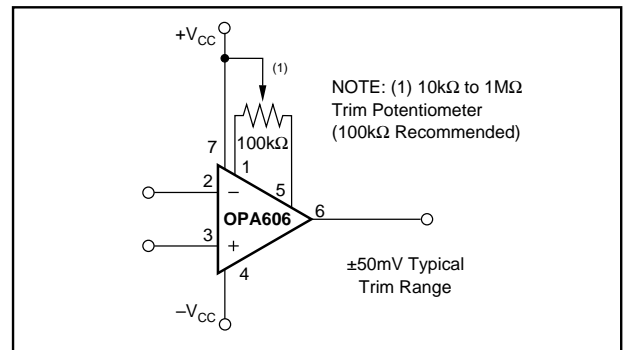 +VCC
(1)
NOTE: (1) 10kΩ to 1MΩ
Trim Potentiometer
(100kΩ Recommended)
100kΩ
7
1
5
2
–
OPA606
6
3
+
4
±50mV Typical
Trim Range
–VCC